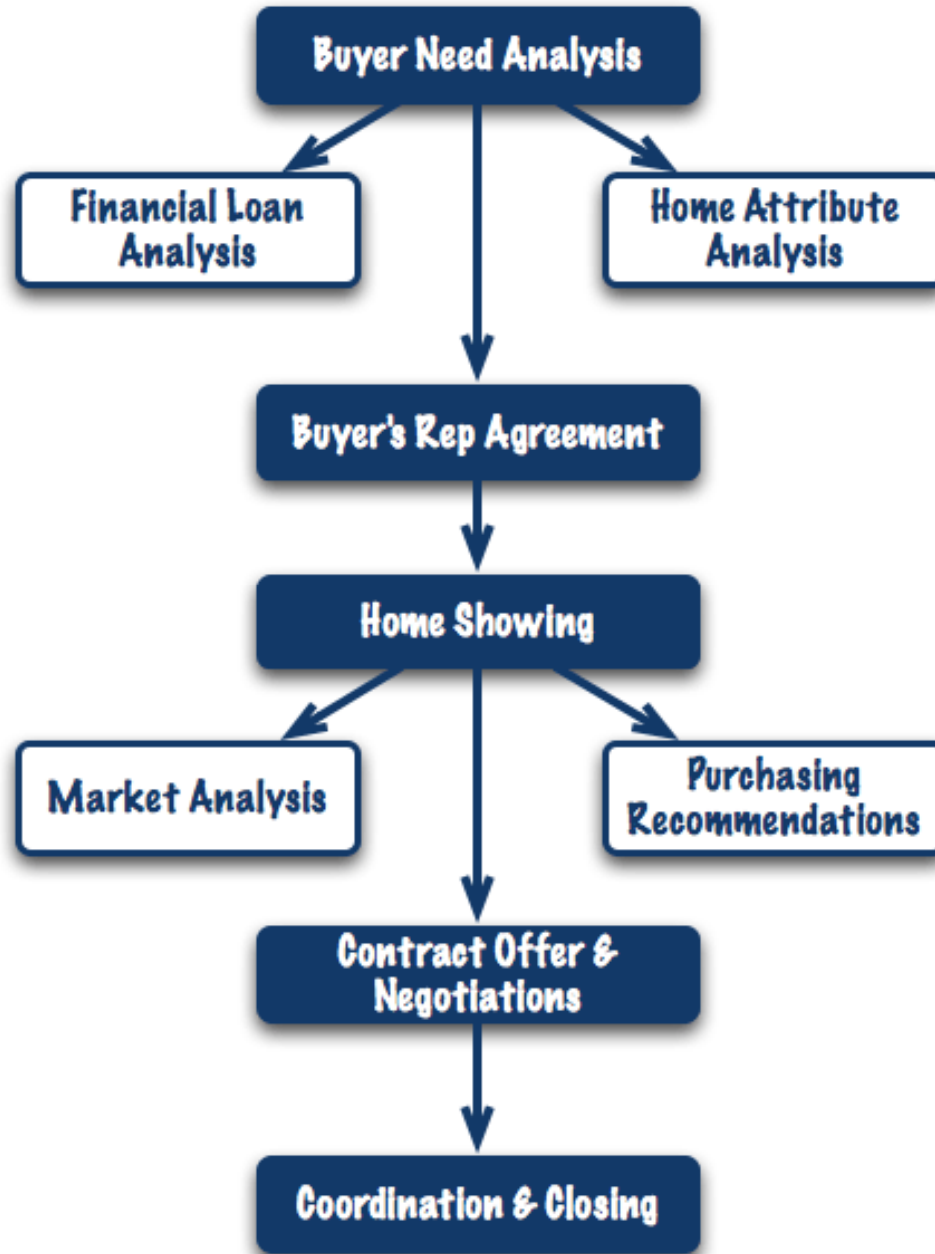 Buyer Need Analysis
Financial Loan
Analysis
Home Attribute
Analysis
Buyer's Rep Agreement
Home Showing
Market Analysis
Purchasing
Recommendations
Contract Offer &
Negotiations
Coordination & Closing